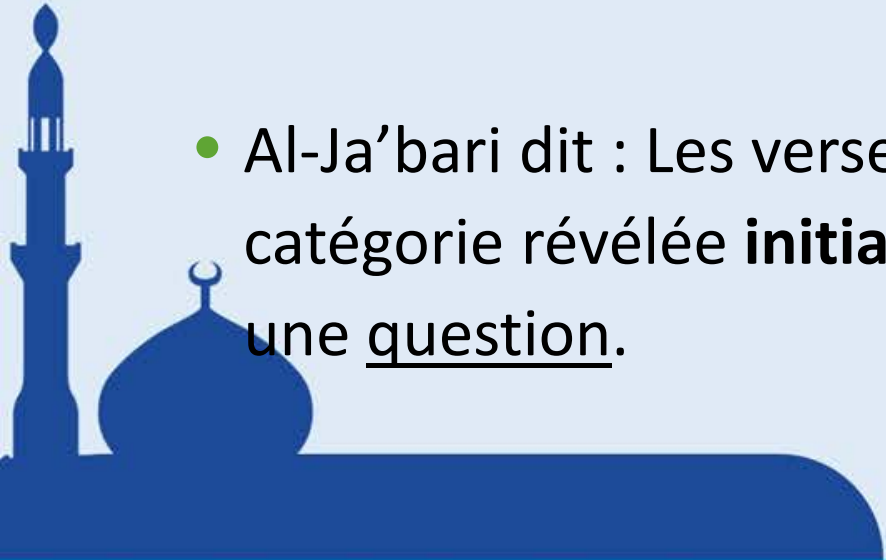 • Al-Ja’bari dit : Les verse
catégorie révélée initia
une question.